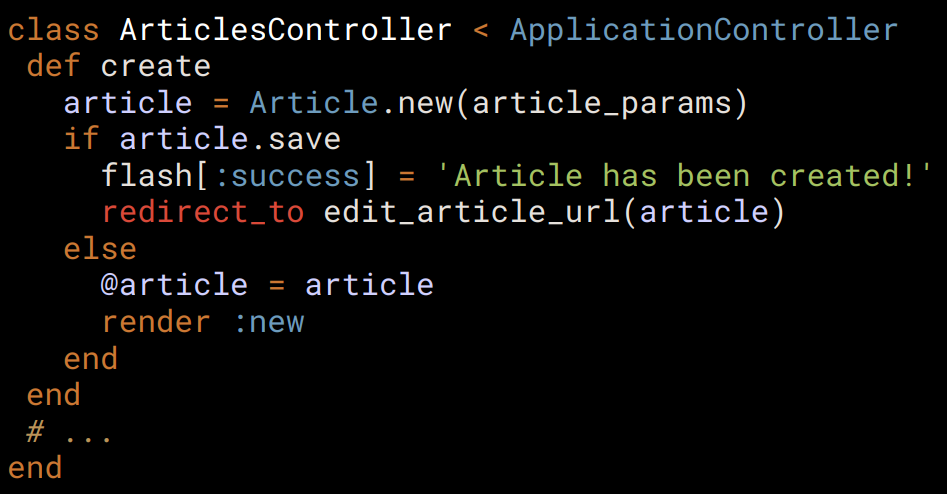 class ArticlesController < ApplicationController
 def create
   article = Article.new(article_params)
   if article.save
     flash[:success] = 'Article has been created!'
     redirect_to edit_article_url(article)
   else
     @article = article
     render :new
   end
 end
 # ...
end